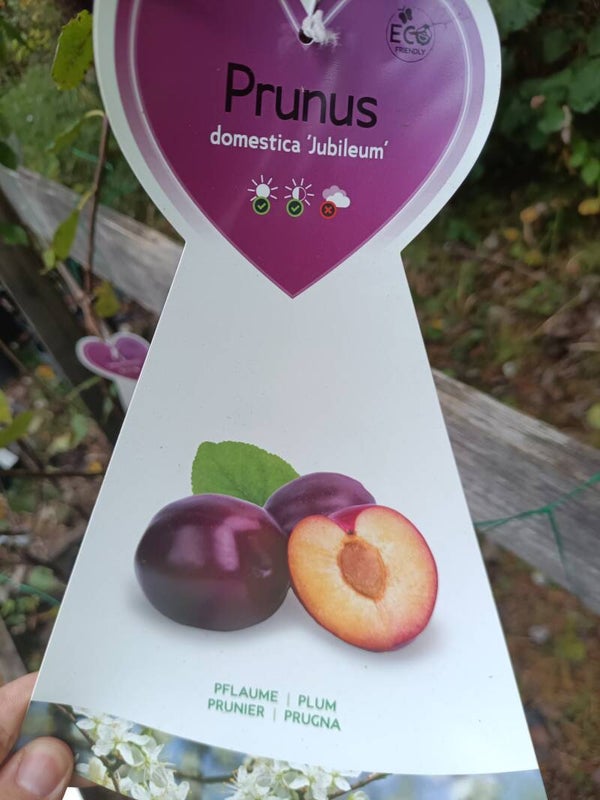 ECO
FRIENDLY
Prunus
domestica 'Jubileum'
PFLAUME | PLUM
PRUNIER | PRUGNA